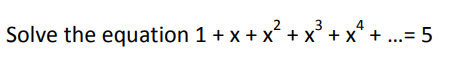 Solve the equation 1 + x + x² + x³ + x⁴ + ...= 5